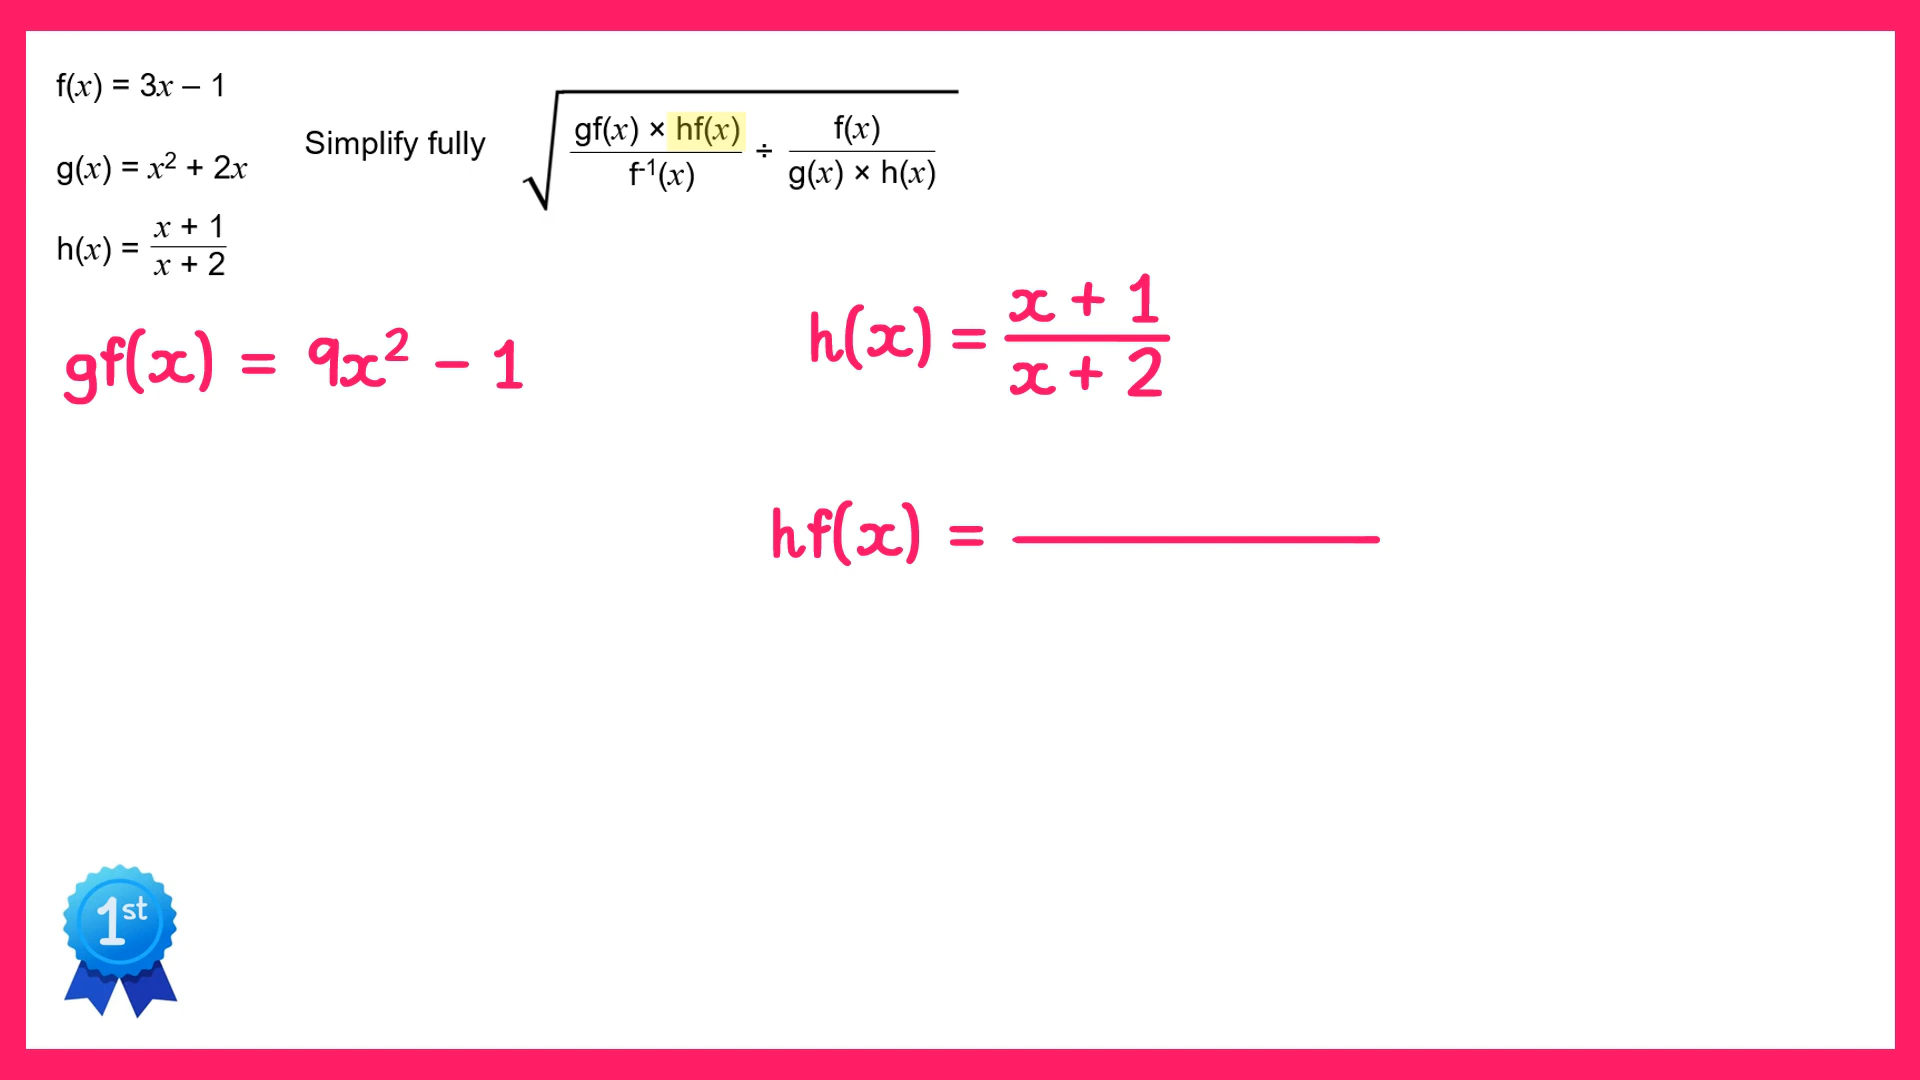 f(x) = 3x – 1
g(x) = x² + 2x
h(x) = (x + 1)/(x + 2)
Simplify fully √((gf(x) × hf(x))/(f⁻¹(x)) ÷ (f(x))/(g(x) × h(x)))
gf(x) = 9x² − 1
h(x) = (x + 1)/(x + 2)
hf(x) =
1st